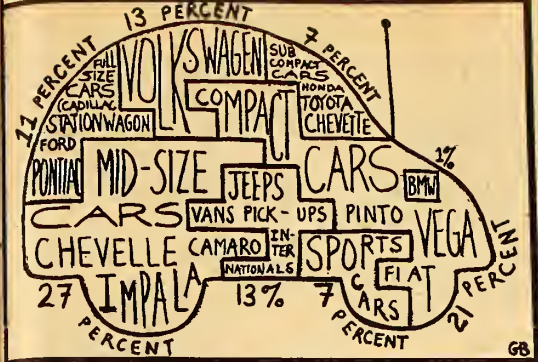 13 PERCENT
7 PERCENT
11 PERCENT
FULL
SIZE
CARS
(CADILLAC
STATIONWAGON
FORD
PONTIAC
VOLKSWAGEN
SUB
COMPACT
CARS
HONDA
TOYOTA
CHEVETTE
COMPACT
CARS
1%
BMW
MID-SIZE
CARS
CHEVELLE CAMARO
IMPALA
JEEPS
VANS PICK-UPS
IN-
TER
NATIONALS
PINTO
VEGA
SPORTS
CARS
FIAT
27 PERCENT
13%
7 PERCENT
21 PERCENT
GB